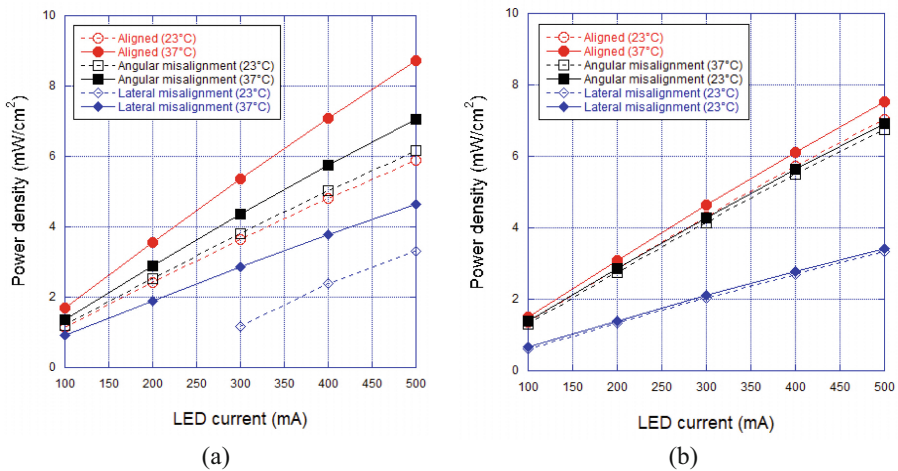 10
8
6
4
2
0
Power density (mW/cm²)
Aligned (23°C)
Aligned (37°C)
Angular misalignment (23°C)
Angular misalignment (37°C)
Lateral misalignment (23°C)
Lateral misalignment (37°C)
100 150 200 250 300 350 400 450 500
LED current (mA)
(a)
10
8
6
4
2
0
Power density (mW/cm²)
Aligned (23°C)
Aligned (37°C)
Angular misalignment (37°C)
Angular misalignment (23°C)
Lateral misalignment (23°C)
Lateral misalignment (37°C)
100 150 200 250 300 350 400 450 500
LED current (mA)
(b)